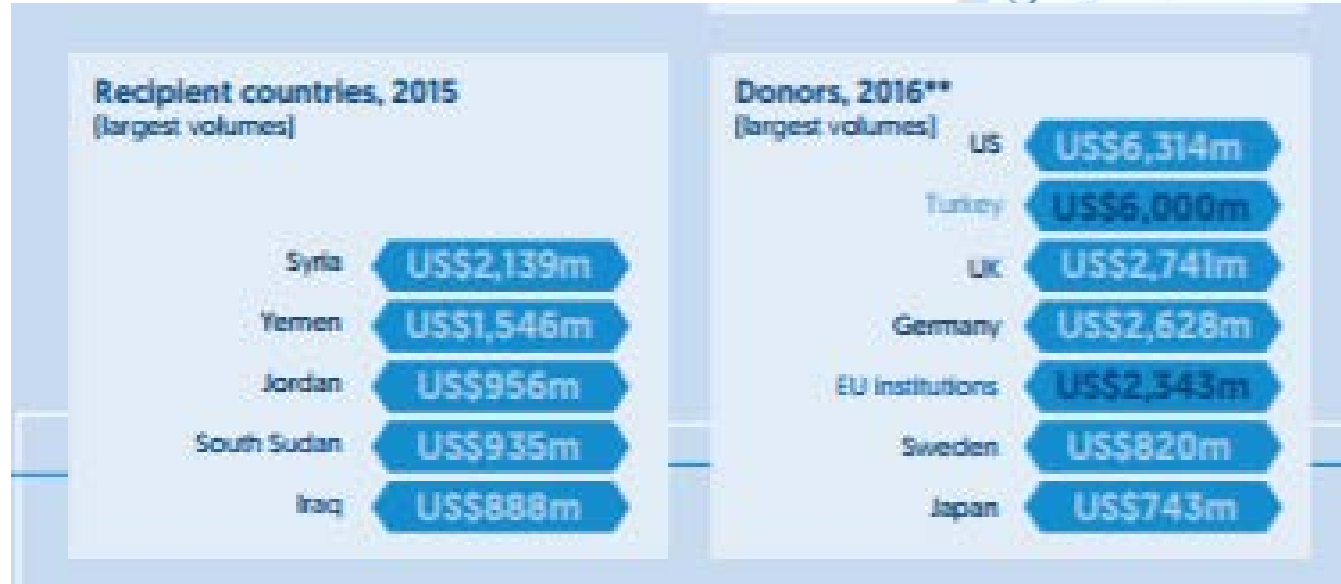 Recipient countries, 2015
[largest volumes]
Syria US$2,139m
Yemen US$1,546m
Jordan US$956m
South Sudan US$935m
Iraq US$888m
Donors, 2016**
[largest volumes]
US US$6,314m
Turkey US$6,000m
UK US$2,741m
Germany US$2,628m
EU institutions US$2,343m
Sweden US$820m
Japan US$743m